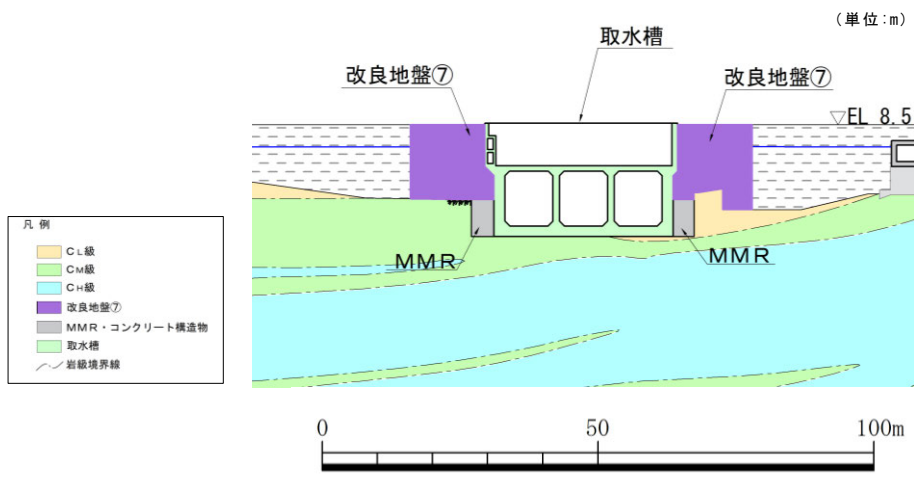 （単位：m）
取水槽
改良地盤⑦
改良地盤⑦
▽EL 8.5
MMR
MMR
凡 例
CL級
CM級
CH級
改良地盤⑦
MMR・コンクリート構造物
取水槽
岩級境界線
0 50 100m